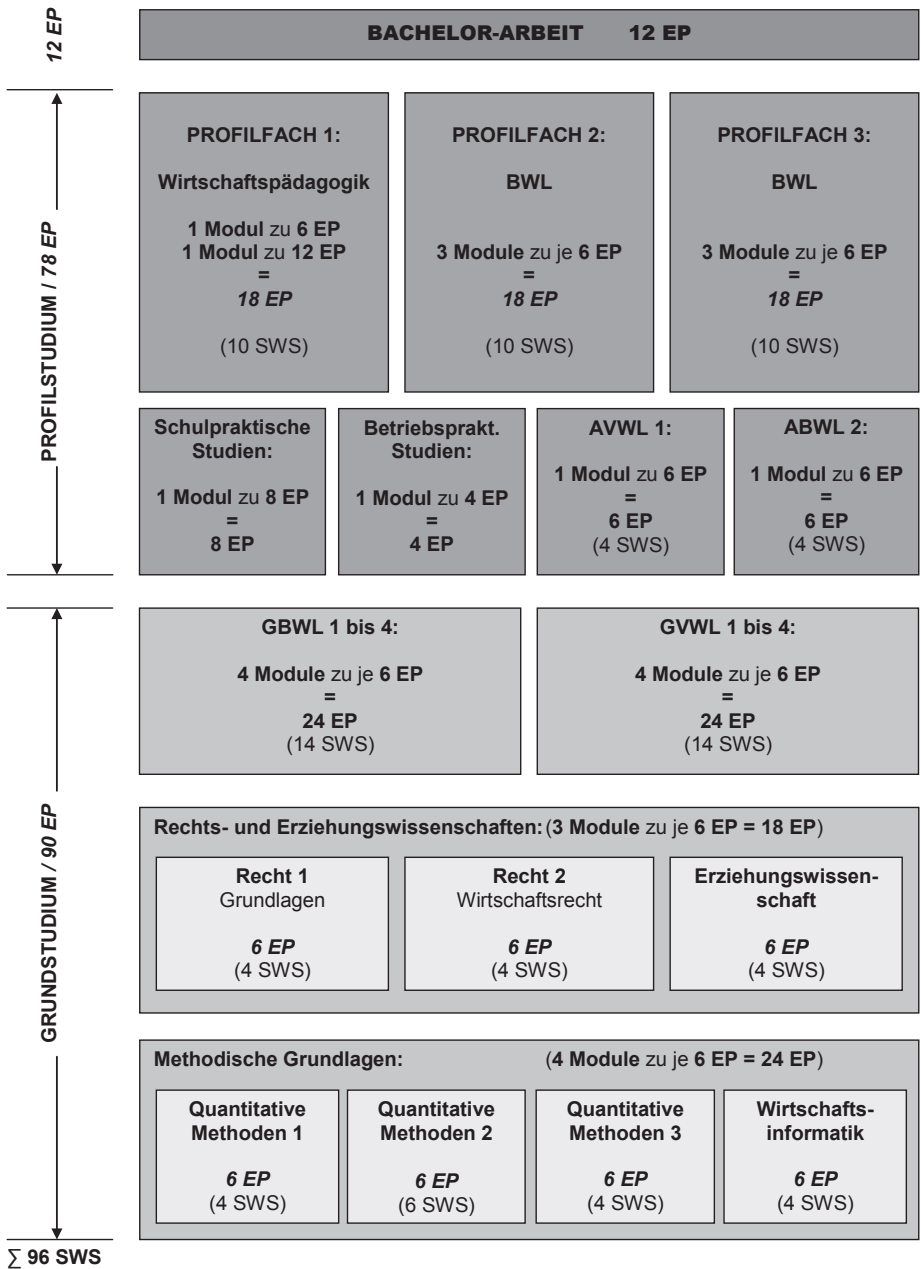 12 EP
BACHELOR-ARBEIT 12 EP
PROFILSTUDIUM / 78 EP
PROFILFACH 1:
Wirtschaftspädagogik
1 Modul zu 6 EP
1 Modul zu 12 EP
=
18 EP
(10 SWS)
PROFILFACH 2:
BWL
3 Module zu je 6 EP
=
18 EP
(10 SWS)
PROFILFACH 3:
BWL
3 Module zu je 6 EP
=
18 EP
(10 SWS)
Schulpraktische
Studien:
1 Modul zu 8 EP
=
8 EP
Betriebsprakt.
Studien:
1 Modul zu 4 EP
=
4 EP
AVWL 1:
1 Modul zu 6 EP
=
6 EP
(4 SWS)
ABWL 2:
1 Modul zu 6 EP
=
6 EP
(4 SWS)
GRUNDSTUDIUM / 90 EP
GBWL 1 bis 4:
4 Module zu je 6 EP
=
24 EP
(14 SWS)
GVWL 1 bis 4:
4 Module zu je 6 EP
=
24 EP
(14 SWS)
Rechts- und Erziehungswissenschaften: (3 Module zu je 6 EP = 18 EP)
Recht 1
Grundlagen
6 EP
(4 SWS)
Recht 2
Wirtschaftsrecht
6 EP
(4 SWS)
Erziehungswissen-
schaft
6 EP
(4 SWS)
Methodische Grundlagen: (4 Module zu je 6 EP = 24 EP)
Quantitative
Methoden 1
6 EP
(4 SWS)
Quantitative
Methoden 2
6 EP
(6 SWS)
Quantitative
Methoden 3
6 EP
(4 SWS)
Wirtschafts-
informatik
6 EP
(4 SWS)
∑ 96 SWS